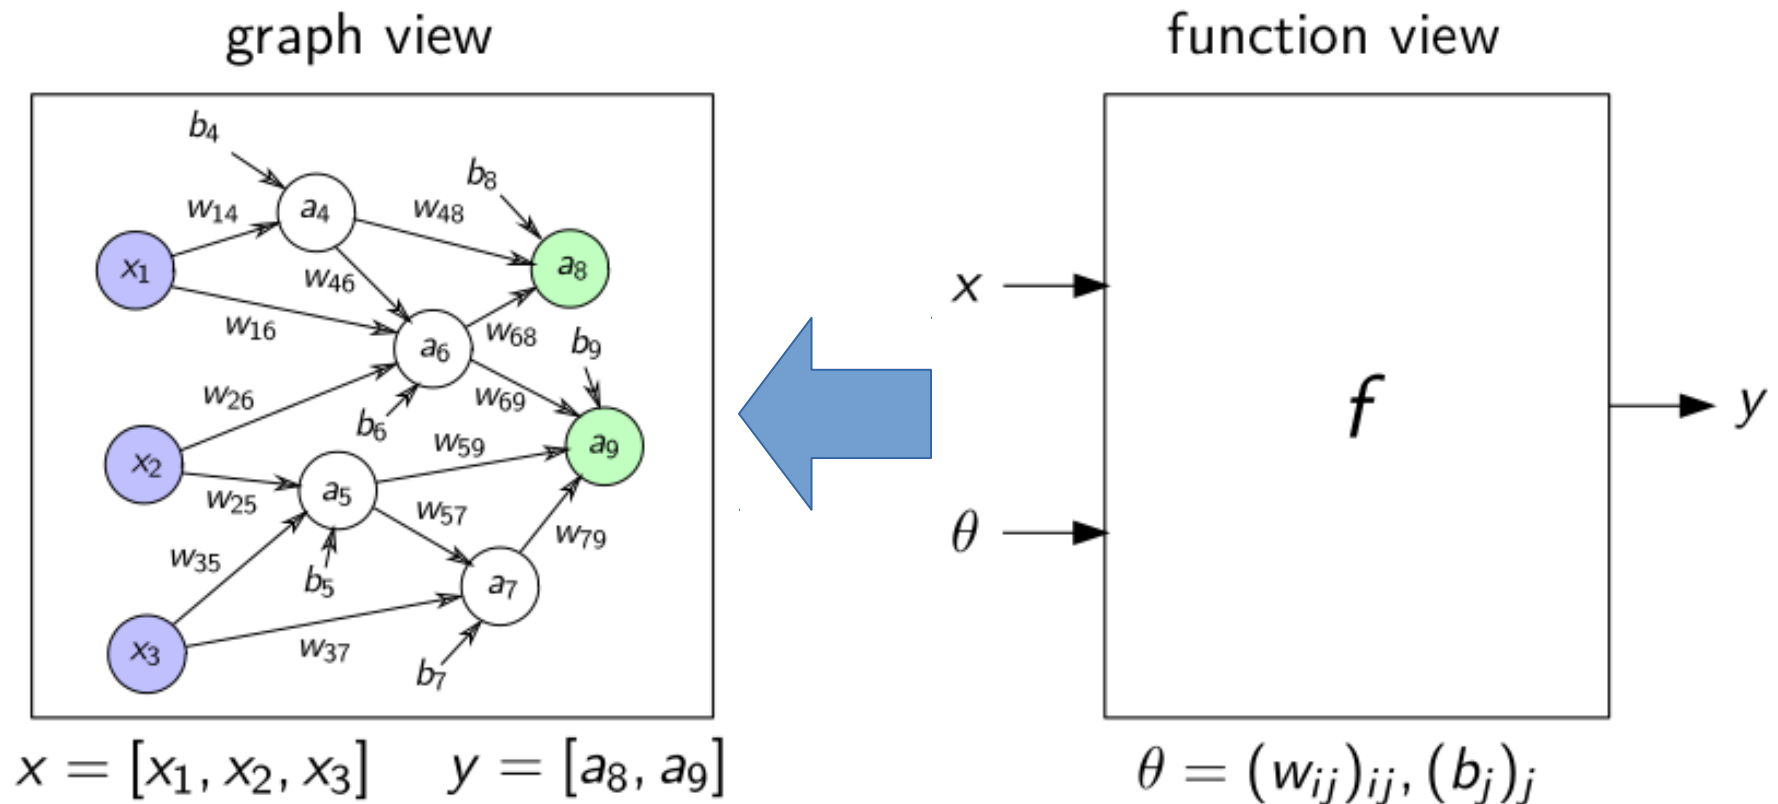 graph view
function view
b4
b8
w14
a4
w48
x1
a8
w46
w16
w68
b9
a6
w26
w69
b6
w59
a9
x2
w25
a5
w57
w79
w35
b5
a7
x3
w37
b7
x
f
y
θ
x = [x1, x2, x3]
y = [a8, a9]
θ = (wij)ij, (bj)j